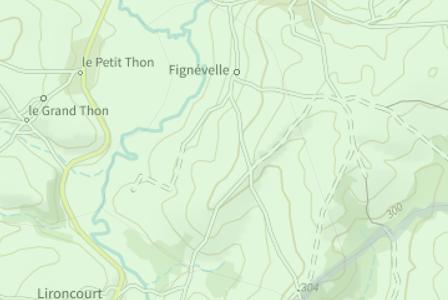 le Petit Thon
Fignévelle
le Grand Thon
300
304
Lironcourt